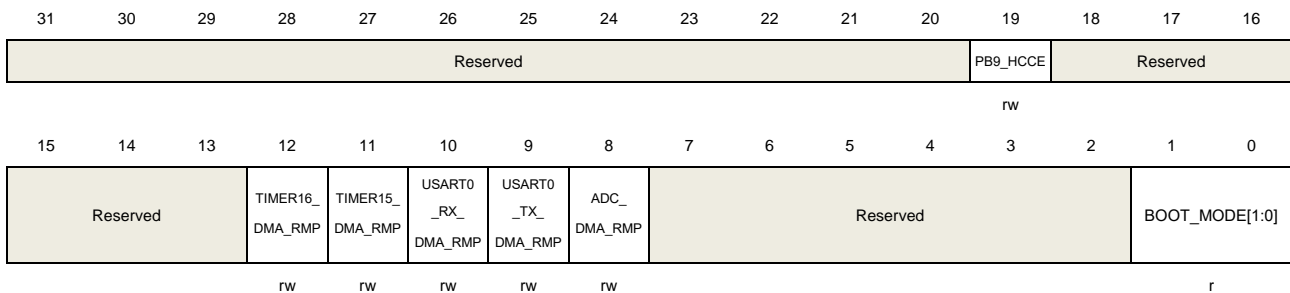 31 30 29 28 27 26 25 24 23 22 21 20 19 18 17 16
Reserved PB9_HCCE Reserved
rw
15 14 13 12 11 10 9 8 7 6 5 4 3 2 1 0
Reserved TIMER16_ DMA_RMP TIMER15_ DMA_RMP USART0 _RX_ DMA_RMP USART0 _TX_ DMA_RMP ADC_ DMA_RMP Reserved BOOT_MODE[1:0]
rw rw rw rw rw r